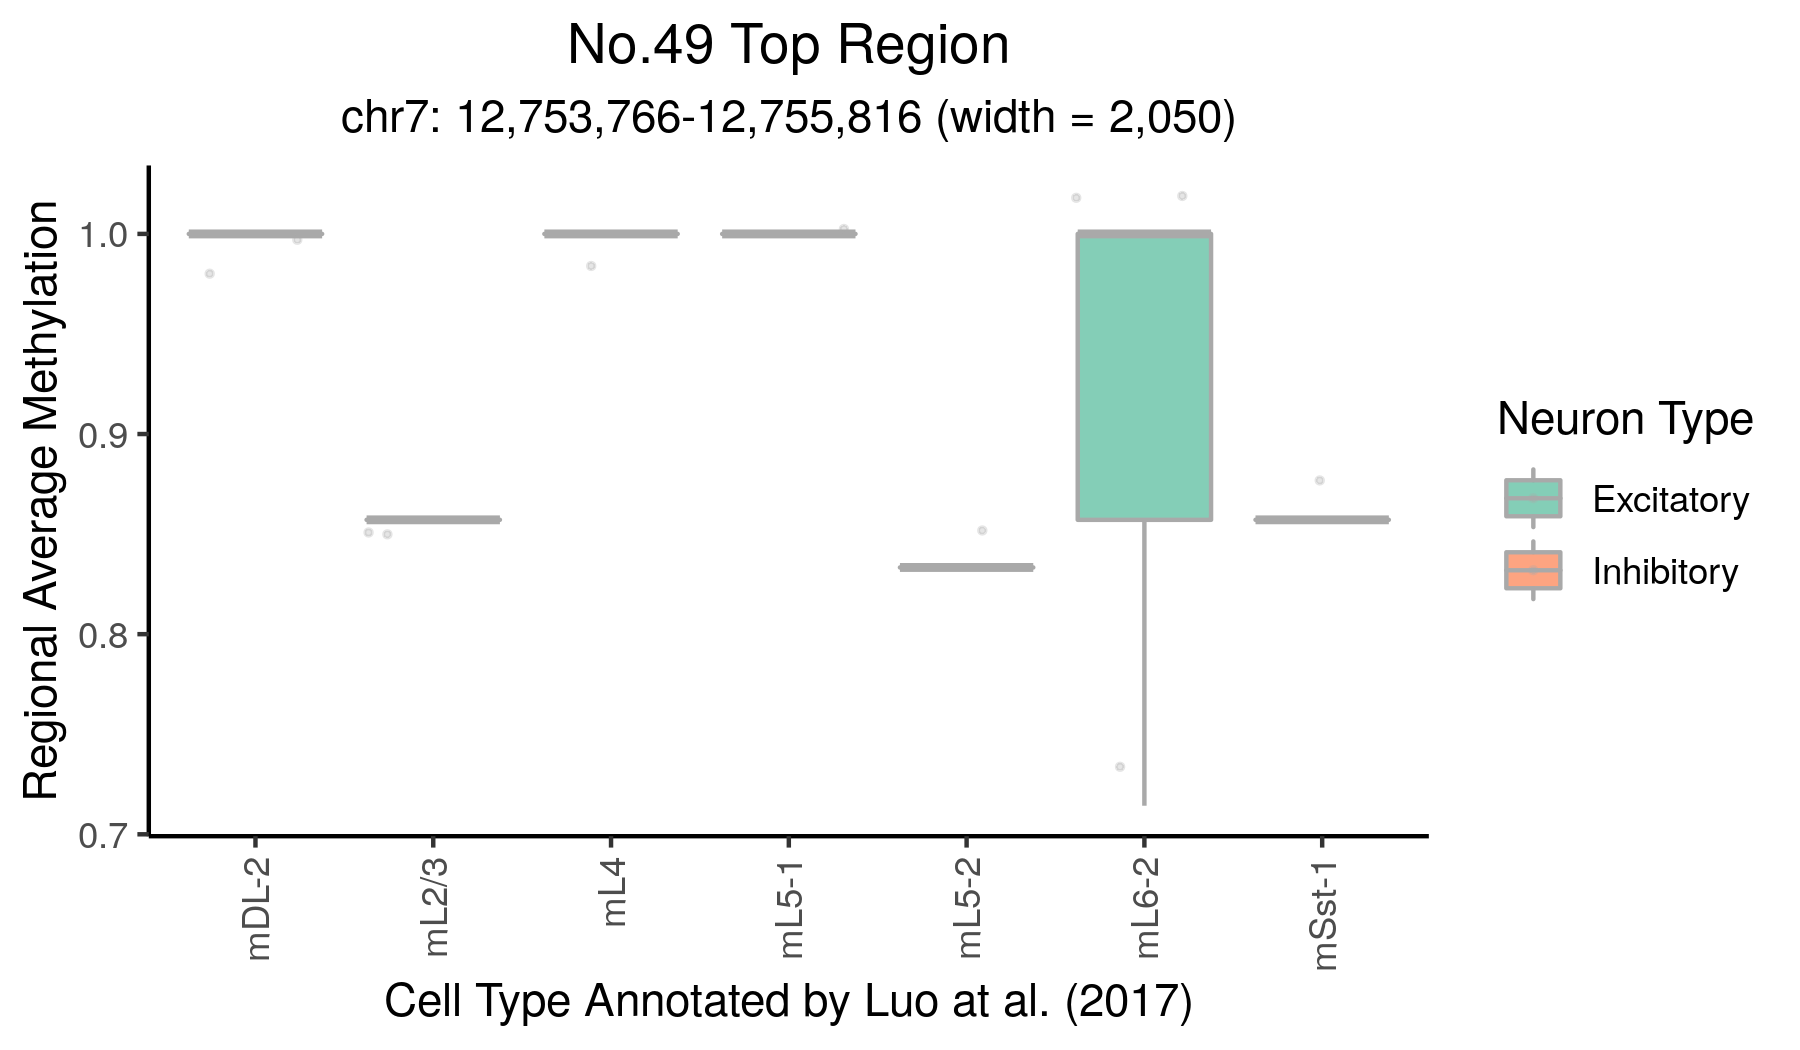 No.49 Top Region
chr7: 12,753,766-12,755,816 (width = 2,050)
Regional Average Methylation
1.0
0.9
0.8
0.7
mDL-2
mL2/3
mL4
mL5-1
mL5-2
mL6-2
mSst-1
Cell Type Annotated by Luo at al. (2017)
Neuron Type
Excitatory
Inhibitory